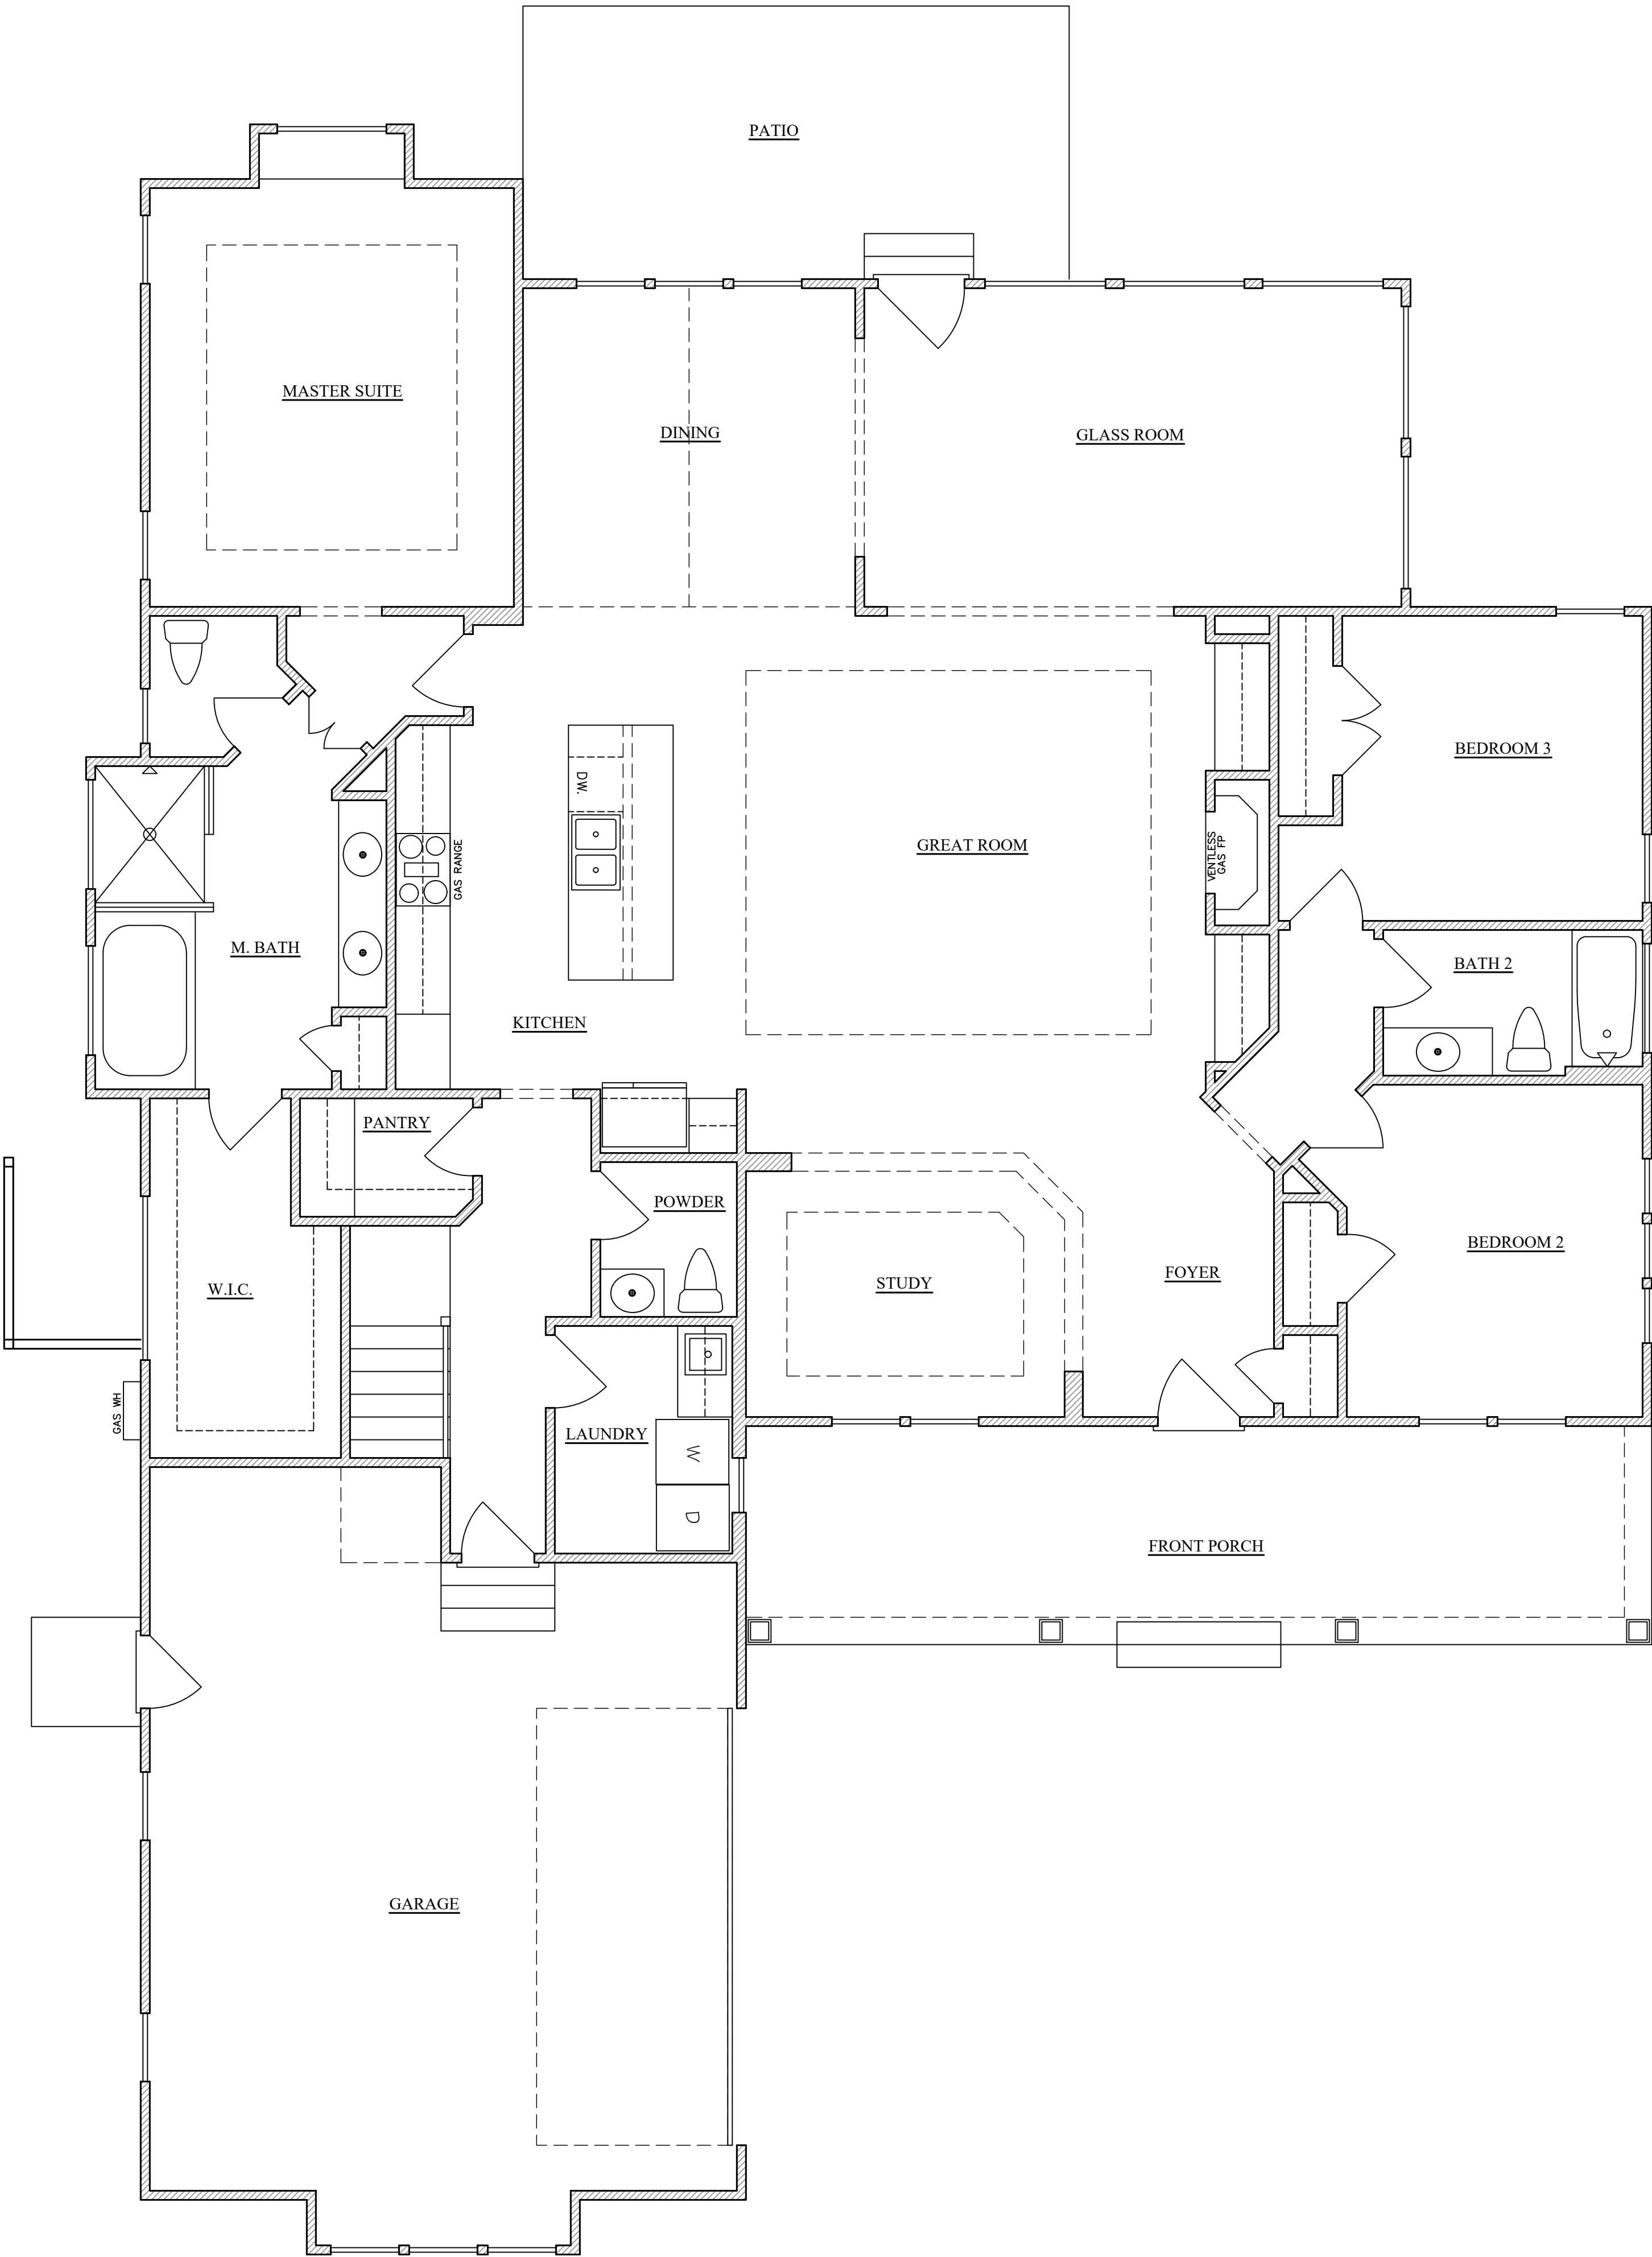 PATIO
MASTER SUITE
DINING
GLASS ROOM
BEDROOM 3
DW.
GREAT ROOM
VENTLESS
GAS FP
GAS RANGE
M. BATH
BATH 2
KITCHEN
PANTRY
POWDER
BEDROOM 2
FOYER
STUDY
W.I.C.
GAS WH
LAUNDRY
W
D
FRONT PORCH
GARAGE